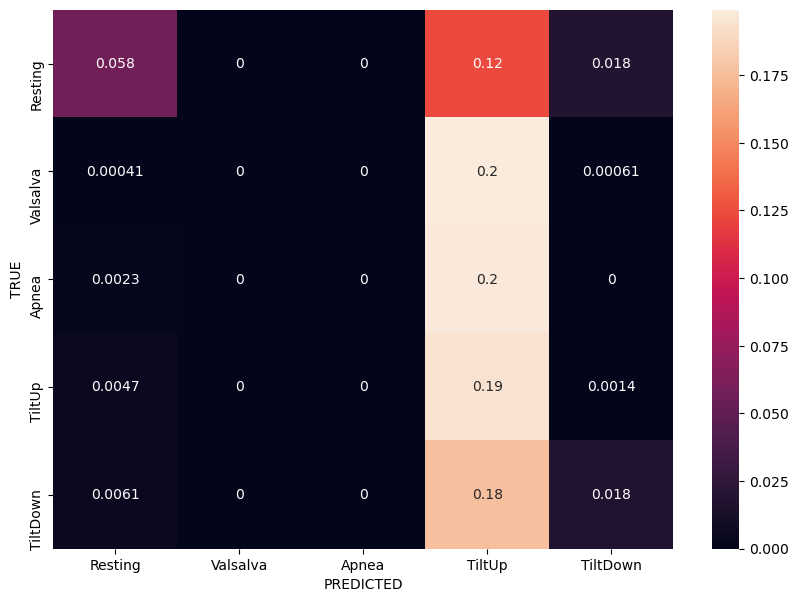 Resting 0.058 0 0 0.12 0.018
Valsalva 0.00041 0 0 0.2 0.00061
Apnea 0.0023 0 0 0.2 0
TiltUp 0.0047 0 0 0.19 0.0014
TiltDown 0.0061 0 0 0.18 0.018
TRUE
Resting Valsalva Apnea TiltUp TiltDown
PREDICTED
0.175
0.150
0.125
0.100
0.075
0.050
0.025
0.000